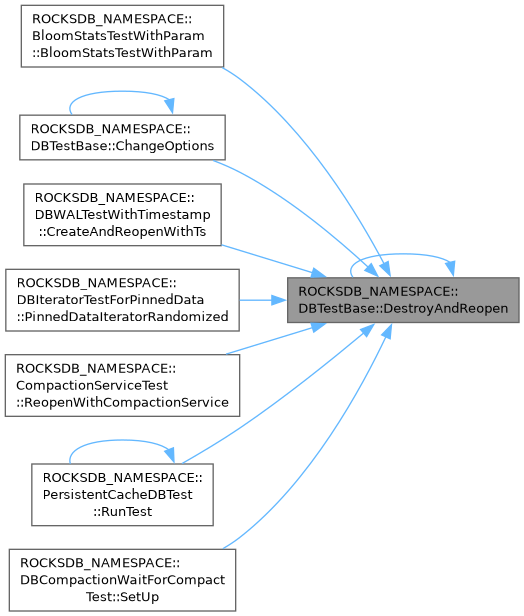 ROCKSDB_NAMESPACE::
BloomStatsTestWithParam
::BloomStatsTestWithParam
ROCKSDB_NAMESPACE::
DBTestBase::ChangeOptions
ROCKSDB_NAMESPACE::
DBWALTestWithTimestamp
::CreateAndReopenWithTs
ROCKSDB_NAMESPACE::
DBIteratorTestForPinnedData
::PinnedDataIteratorRandomized
ROCKSDB_NAMESPACE::
CompactionServiceTest
::ReopenWithCompactionService
ROCKSDB_NAMESPACE::
PersistentCacheDBTest
::RunTest
ROCKSDB_NAMESPACE::
DBCompactionWaitForCompact
Test::SetUp
ROCKSDB_NAMESPACE::
DBTestBase::DestroyAndReopen